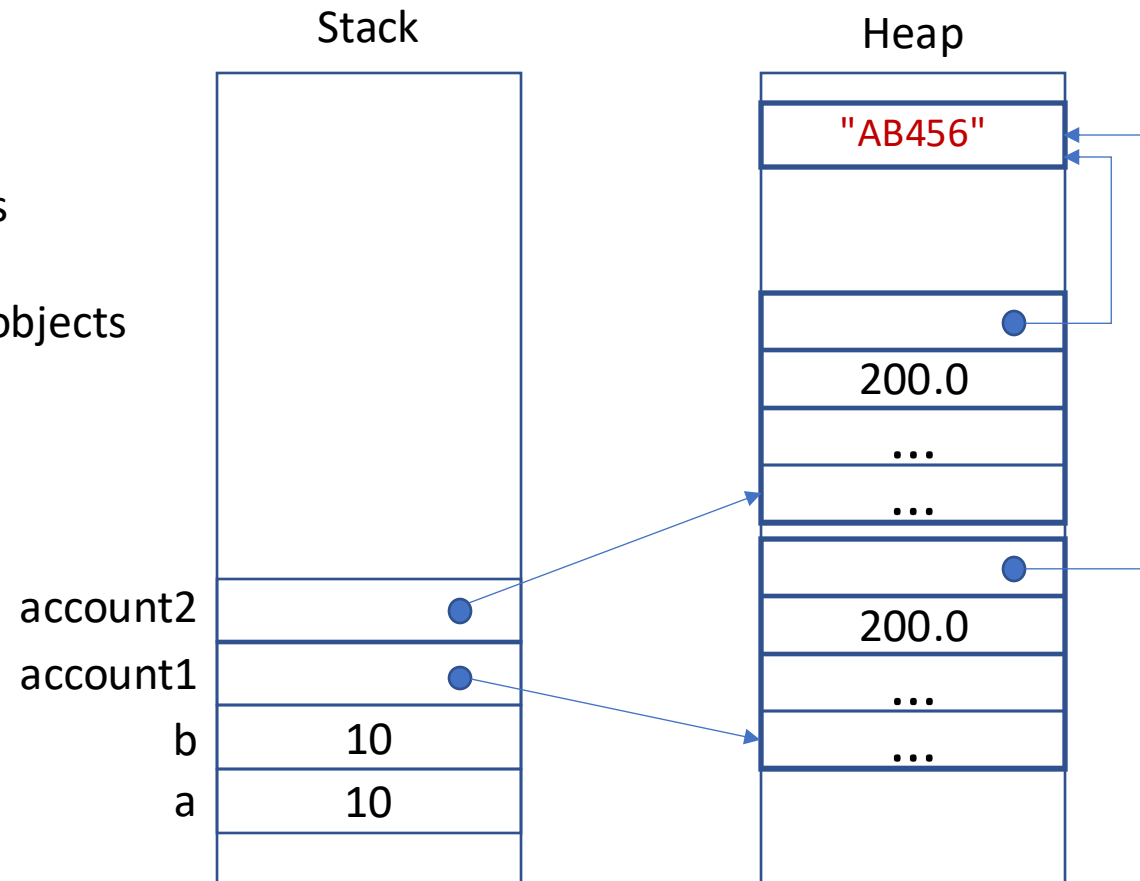 Stack
Heap
"AB456"
s
objects
200.0
...
...
account2
200.0
account1
...
b 10
...
a 10